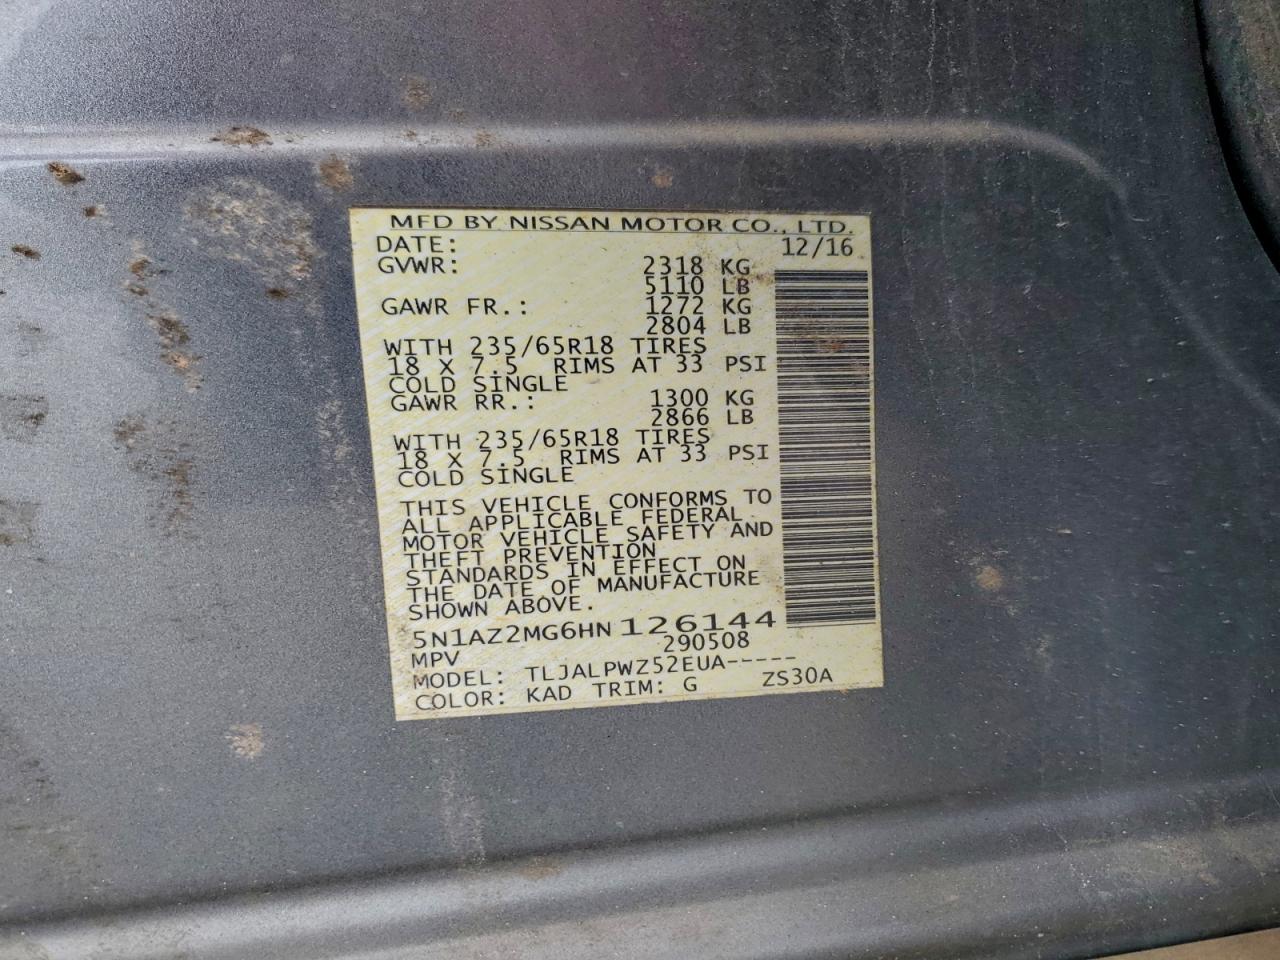 MFD BY NISSAN MOTOR CO., LTD.
DATE: 12/16
GVWR: 2318 KG
5110 LB
GAWR FR.: 1272 KG
2804 LB
WITH 235/65R18 TIRES
18 X 7.5 RIMS AT 33 PSI
COLD SINGLE
GAWR RR.: 1300 KG
2866 LB
WITH 235/65R18 TIRES
18 X 7.5 RIMS AT 33 PSI
COLD SINGLE
THIS VEHICLE CONFORMS TO
ALL APPLICABLE FEDERAL
MOTOR VEHICLE SAFETY AND
THEFT PREVENTION
STANDARDS IN EFFECT ON
THE DATE OF MANUFACTURE
SHOWN ABOVE.
5N1AZ2MG6HN126144
MPV 290508
MODEL: TLJALPWZ52EUA-----
COLOR: KAD TRIM: G ZS30A